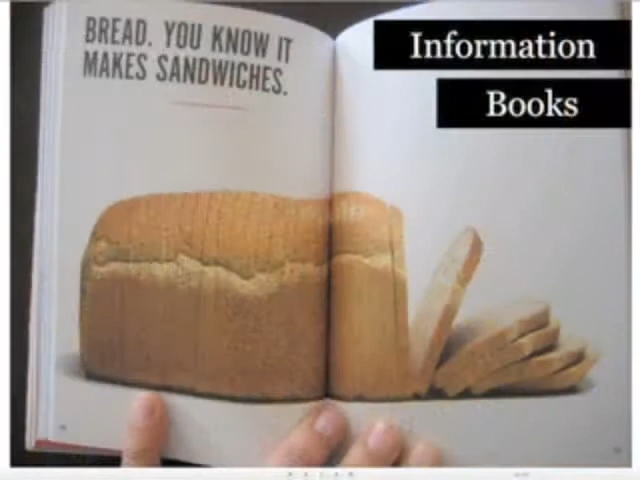 BREAD. YOU KNOW IT
MAKES SANDWICHES.
Information
Books